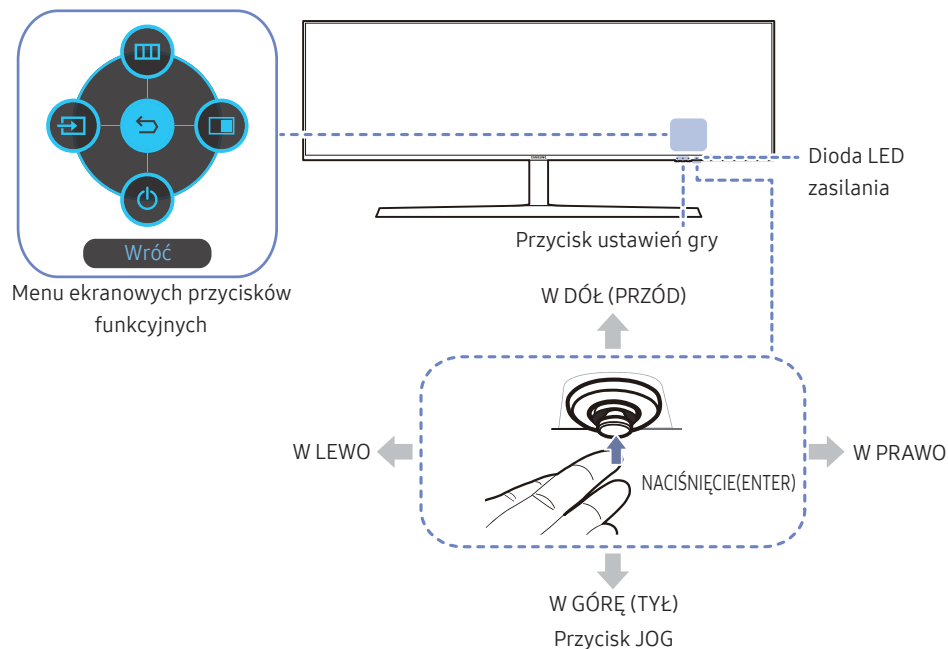 Wróć
Menu ekranowych przycisków
funkcyjnych
SAMSUNG
Dioda LED
zasilania
Przycisk ustawień gry
W DÓŁ (PRZÓD)
W LEWO
NACIŚNIĘCIE(ENTER)
W PRAWO
W GÓRĘ (TYŁ)
Przycisk JOG